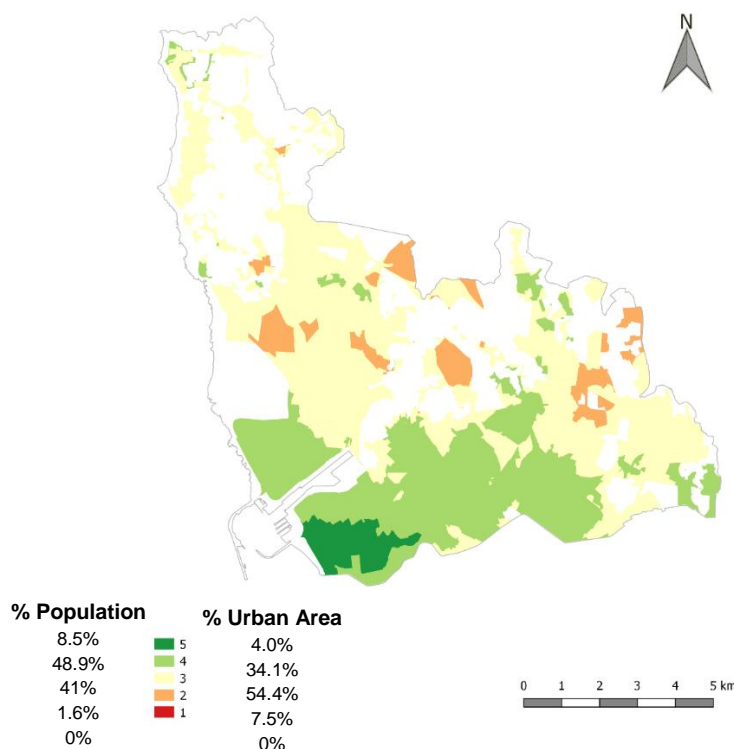 N
% Population % Urban Area
8.5% 5 4.0%
48.9% 4 34.1%
41% 3 54.4%
1.6% 2 7.5%
0% 1 0%
0 1 2 3 4 5 km